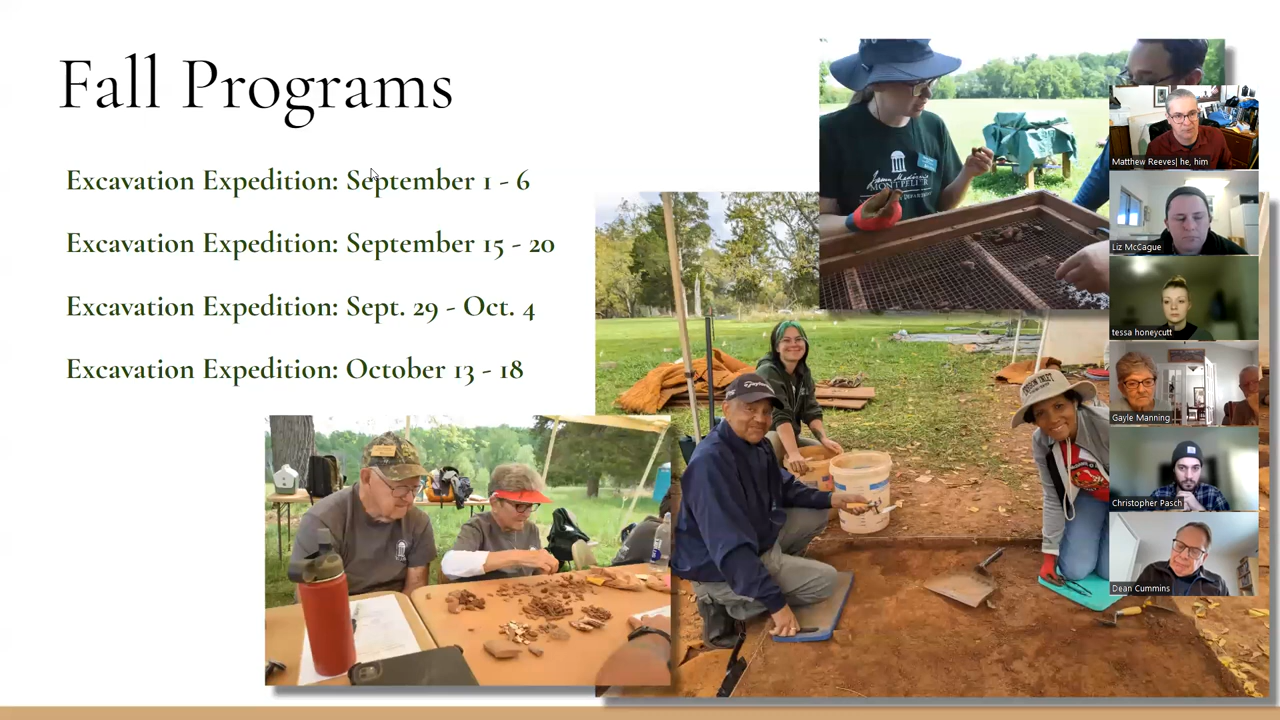 Fall Programs
Excavation Expedition: September 1 - 6
Excavation Expedition: September 15 - 20
Excavation Expedition: Sept. 29 - Oct. 4
Excavation Expedition: October 13 - 18
James Madison's
MONTPELIER
Matthew Reeves| he, him
Liz McCague
tessa honeycutt
Gayle Manning
Christopher Pasch
Dean Cummins